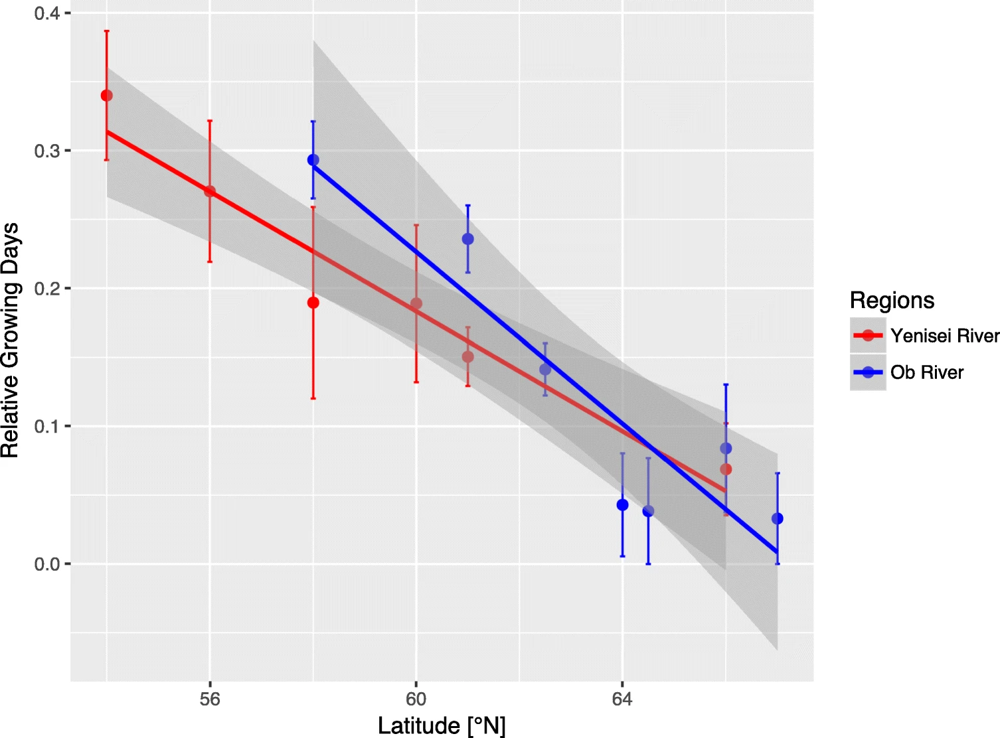 0.4
0.3
0.2
0.1
0.0
Relative Growing Days
56
60
64
Latitude [°N]
Regions
Yenisei River
Ob River